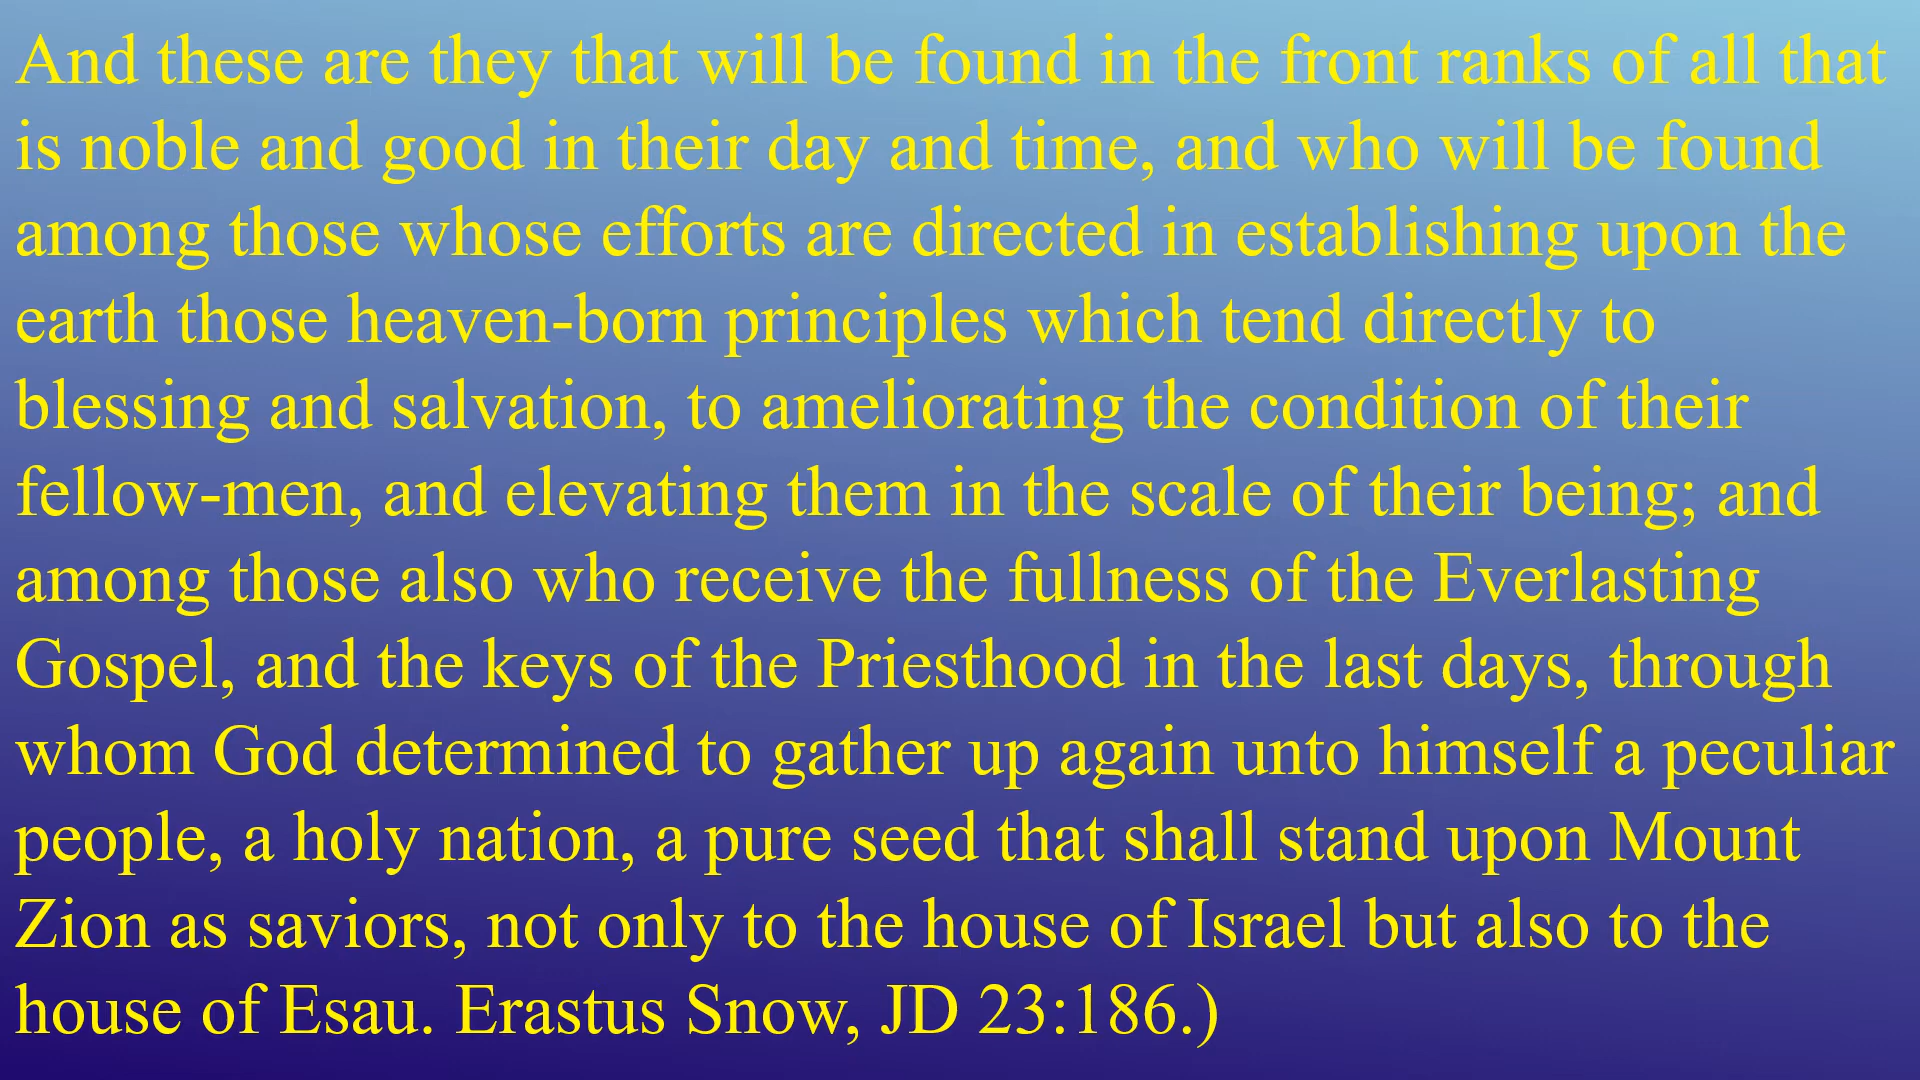 And these are they that will be found in the front ranks of all that
is noble and good in their day and time, and who will be found
among those whose efforts are directed in establishing upon the
earth those heaven-born principles which tend directly to
blessing and salvation, to ameliorating the condition of their
fellow-men, and elevating them in the scale of their being; and
among those also who receive the fullness of the Everlasting
Gospel, and the keys of the Priesthood in the last days, through
whom God determined to gather up again unto himself a peculiar
people, a holy nation, a pure seed that shall stand upon Mount
Zion as saviors, not only to the house of Israel but also to the
house of Esau. Erastus Snow, JD 23:186.)